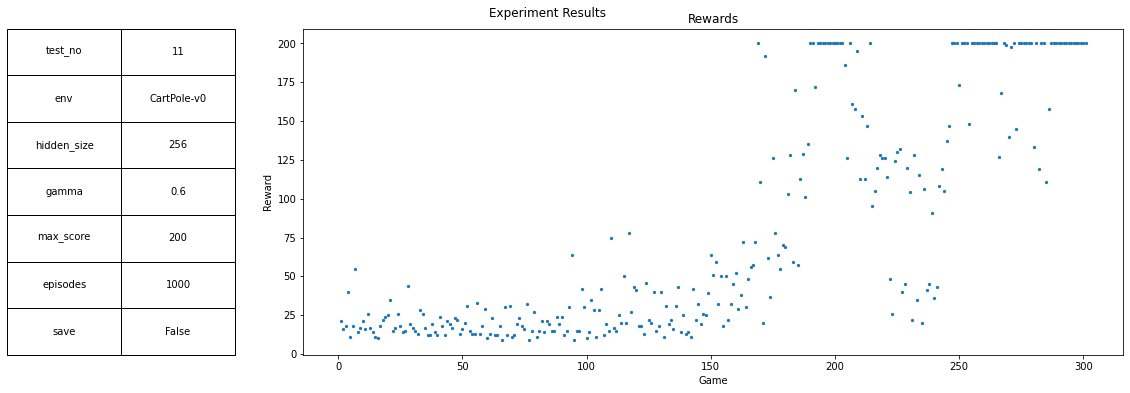 Experiment Results
test_no 11
env CartPole-v0
hidden_size 256
gamma 0.6
max_score 200
episodes 1000
save False
Rewards
200
175
150
125
100
75
50
25
0
Reward
0 50 100 150 200 250 300
Game